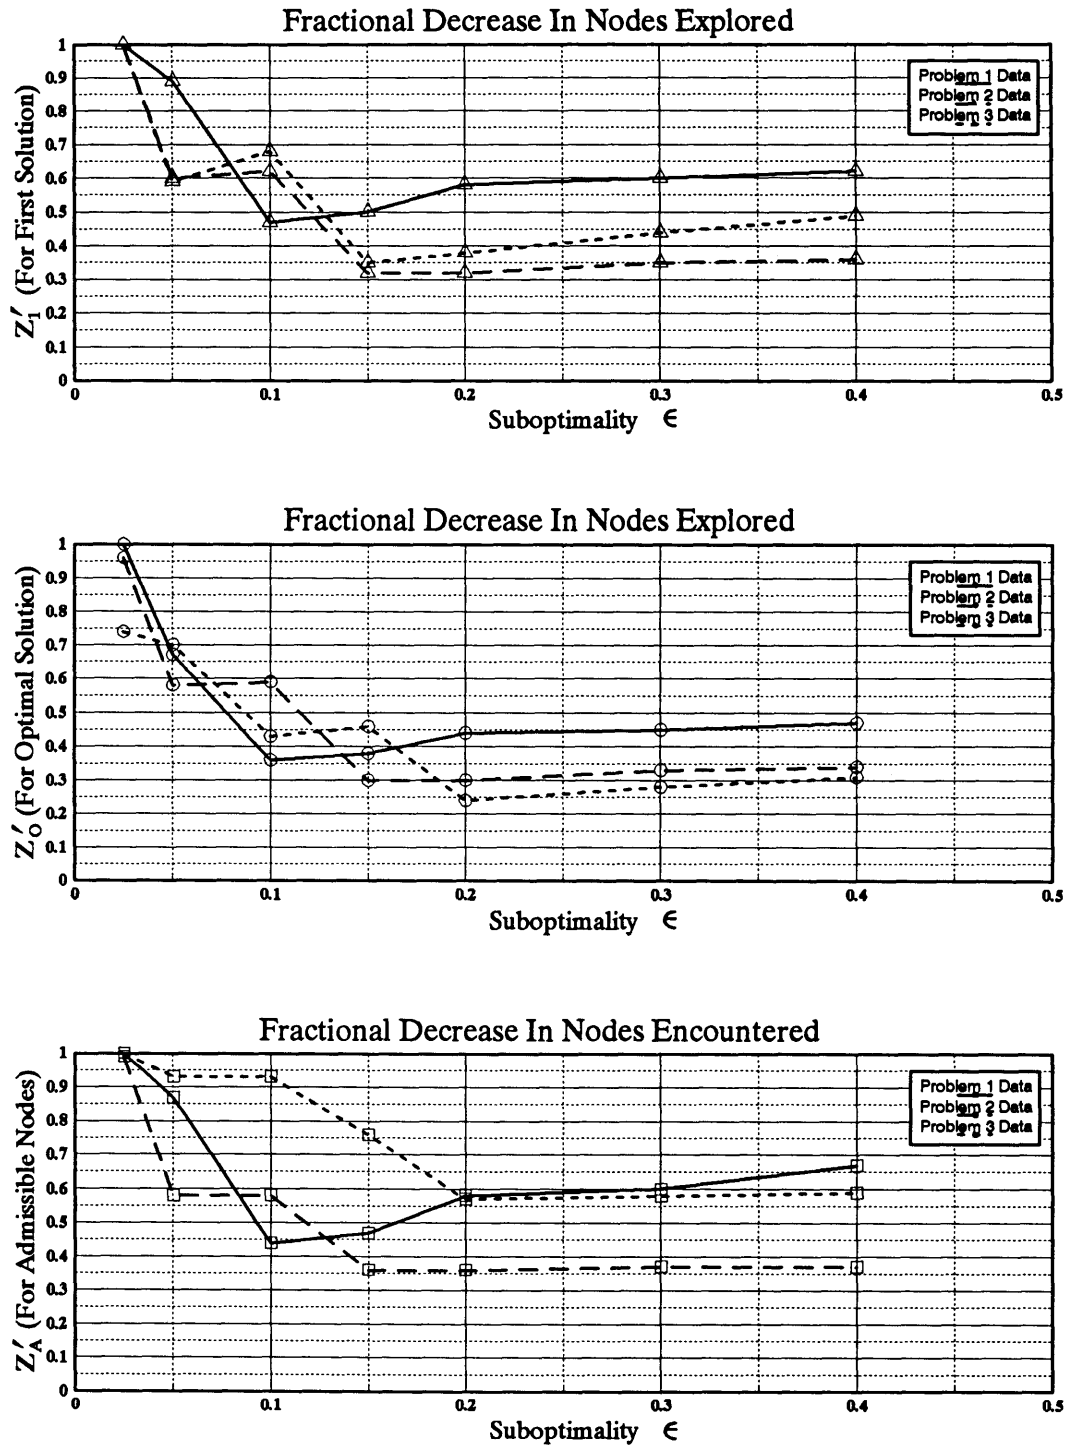 Fractional Decrease In Nodes Explored
Z₁′ (For First Solution)
1
0.9
0.8
0.7
0.6
0.5
0.4
0.3
0.2
0.1
0
Problem 1 Data
Problem 2 Data
Problem 3 Data
0 0.1 0.2 0.3 0.4 0.5
Suboptimality ϵ
Fractional Decrease In Nodes Explored
Z′O (For Optimal Solution)
1
0.9
0.8
0.7
0.6
0.5
0.4
0.3
0.2
0.1
0
Problem 1 Data
Problem 2 Data
Problem 3 Data
0 0.1 0.2 0.3 0.4 0.5
Suboptimality ϵ
Fractional Decrease In Nodes Encountered
Z′A (For Admissible Nodes)
1
0.9
0.8
0.7
0.6
0.5
0.4
0.3
0.2
0.1
0
Problem 1 Data
Problem 2 Data
Problem 3 Data
0 0.1 0.2 0.3 0.4 0.5
Suboptimality ϵ